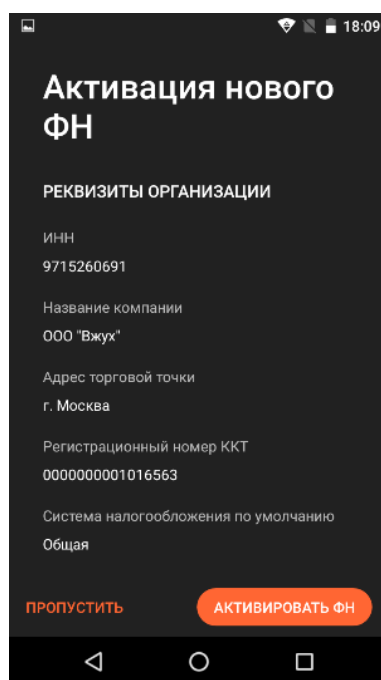 18:09
Активация нового
ФН
РЕКВИЗИТЫ ОРГАНИЗАЦИИ
ИНН
9715260691
Название компании
ООО "Вжух"
Адрес торговой точки
г. Москва
Регистрационный номер ККТ
0000000001016563
Система налогообложения по умолчанию
Общая
ПРОПУСТИТЬ АКТИВИРОВАТЬ ФН